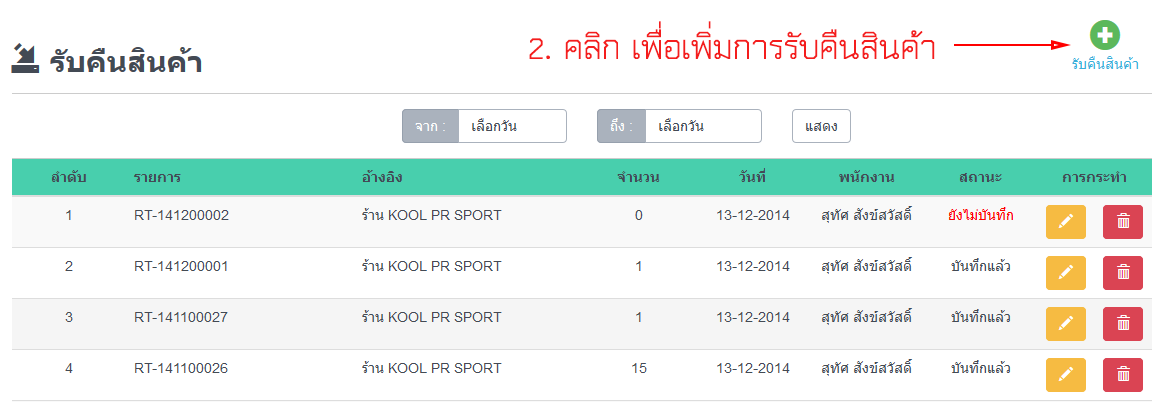 2. คลิก เพื่อเพิ่มการรับคืนสินค้า
รับคืนสินค้า
รับคืนสินค้า
จาก : เลือกวัน ถึง : เลือกวัน แสดง
ลำดับ รายการ อ้างอิง จำนวน วันที่ พนักงาน สถานะ การกระทำ
1 RT-141200002 ร้าน KOOL PR SPORT 0 13-12-2014 สุทัศ สังข์สวัสดิ์ ยังไม่บันทึก
2 RT-141200001 ร้าน KOOL PR SPORT 1 13-12-2014 สุทัศ สังข์สวัสดิ์ บันทึกแล้ว
3 RT-141100027 ร้าน KOOL PR SPORT 1 13-12-2014 สุทัศ สังข์สวัสดิ์ บันทึกแล้ว
4 RT-141100026 ร้าน KOOL PR SPORT 15 13-12-2014 สุทัศ สังข์สวัสดิ์ บันทึกแล้ว